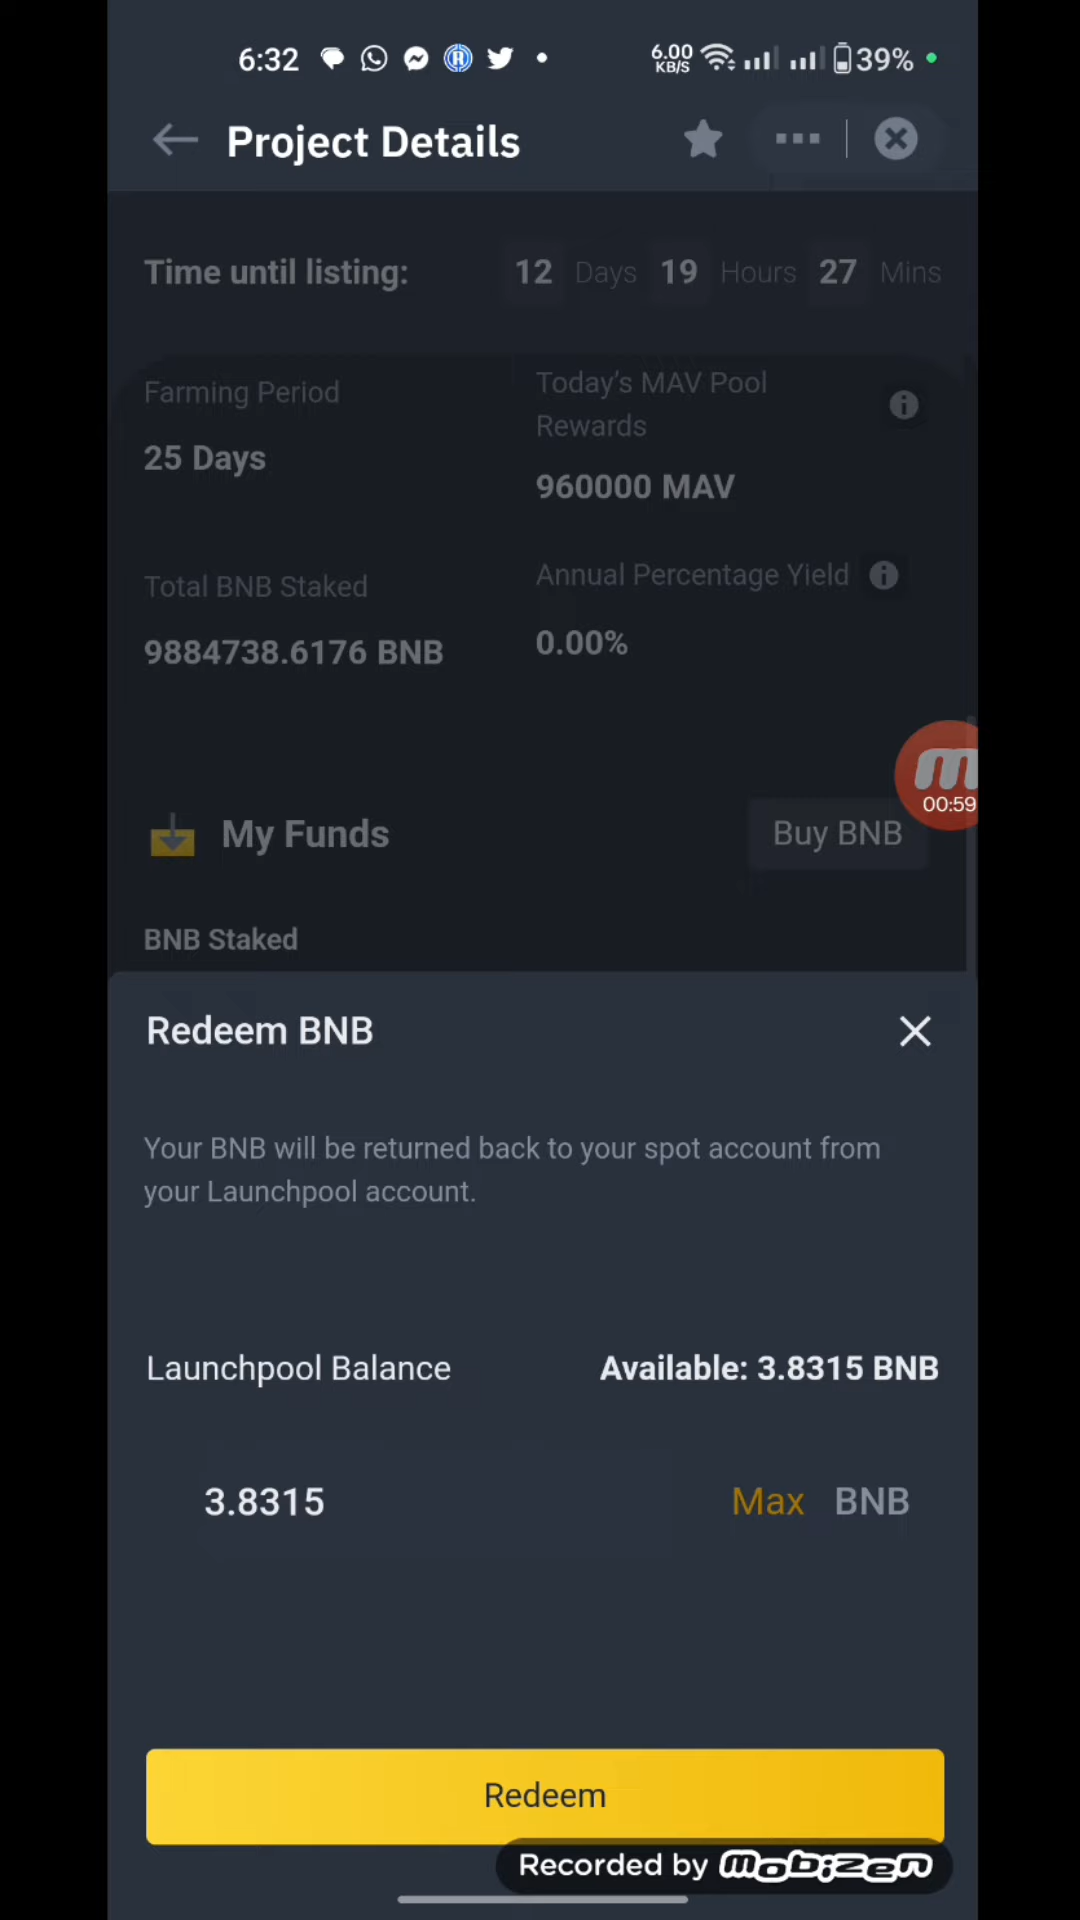 6:32 6.00 KB/S 39%
Project Details
Time until listing: 12 Days 19 Hours 27 Mins
Farming Period
25 Days
Today's MAV Pool
Rewards
960000 MAV
Total BNB Staked
9884738.6176 BNB
Annual Percentage Yield
0.00%
00:59
My Funds
Buy BNB
BNB Staked
Redeem BNB
Your BNB will be returned back to your spot account from
your Launchpool account.
Launchpool Balance Available: 3.8315 BNB
3.8315 Max BNB
Redeem
Recorded by mobizen